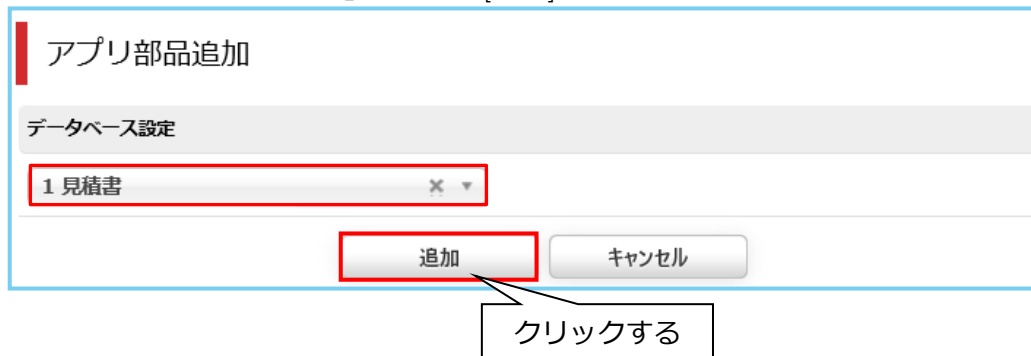 アプリ部品追加
データベース設定
1 見積書
追加 キャンセル
クリックする